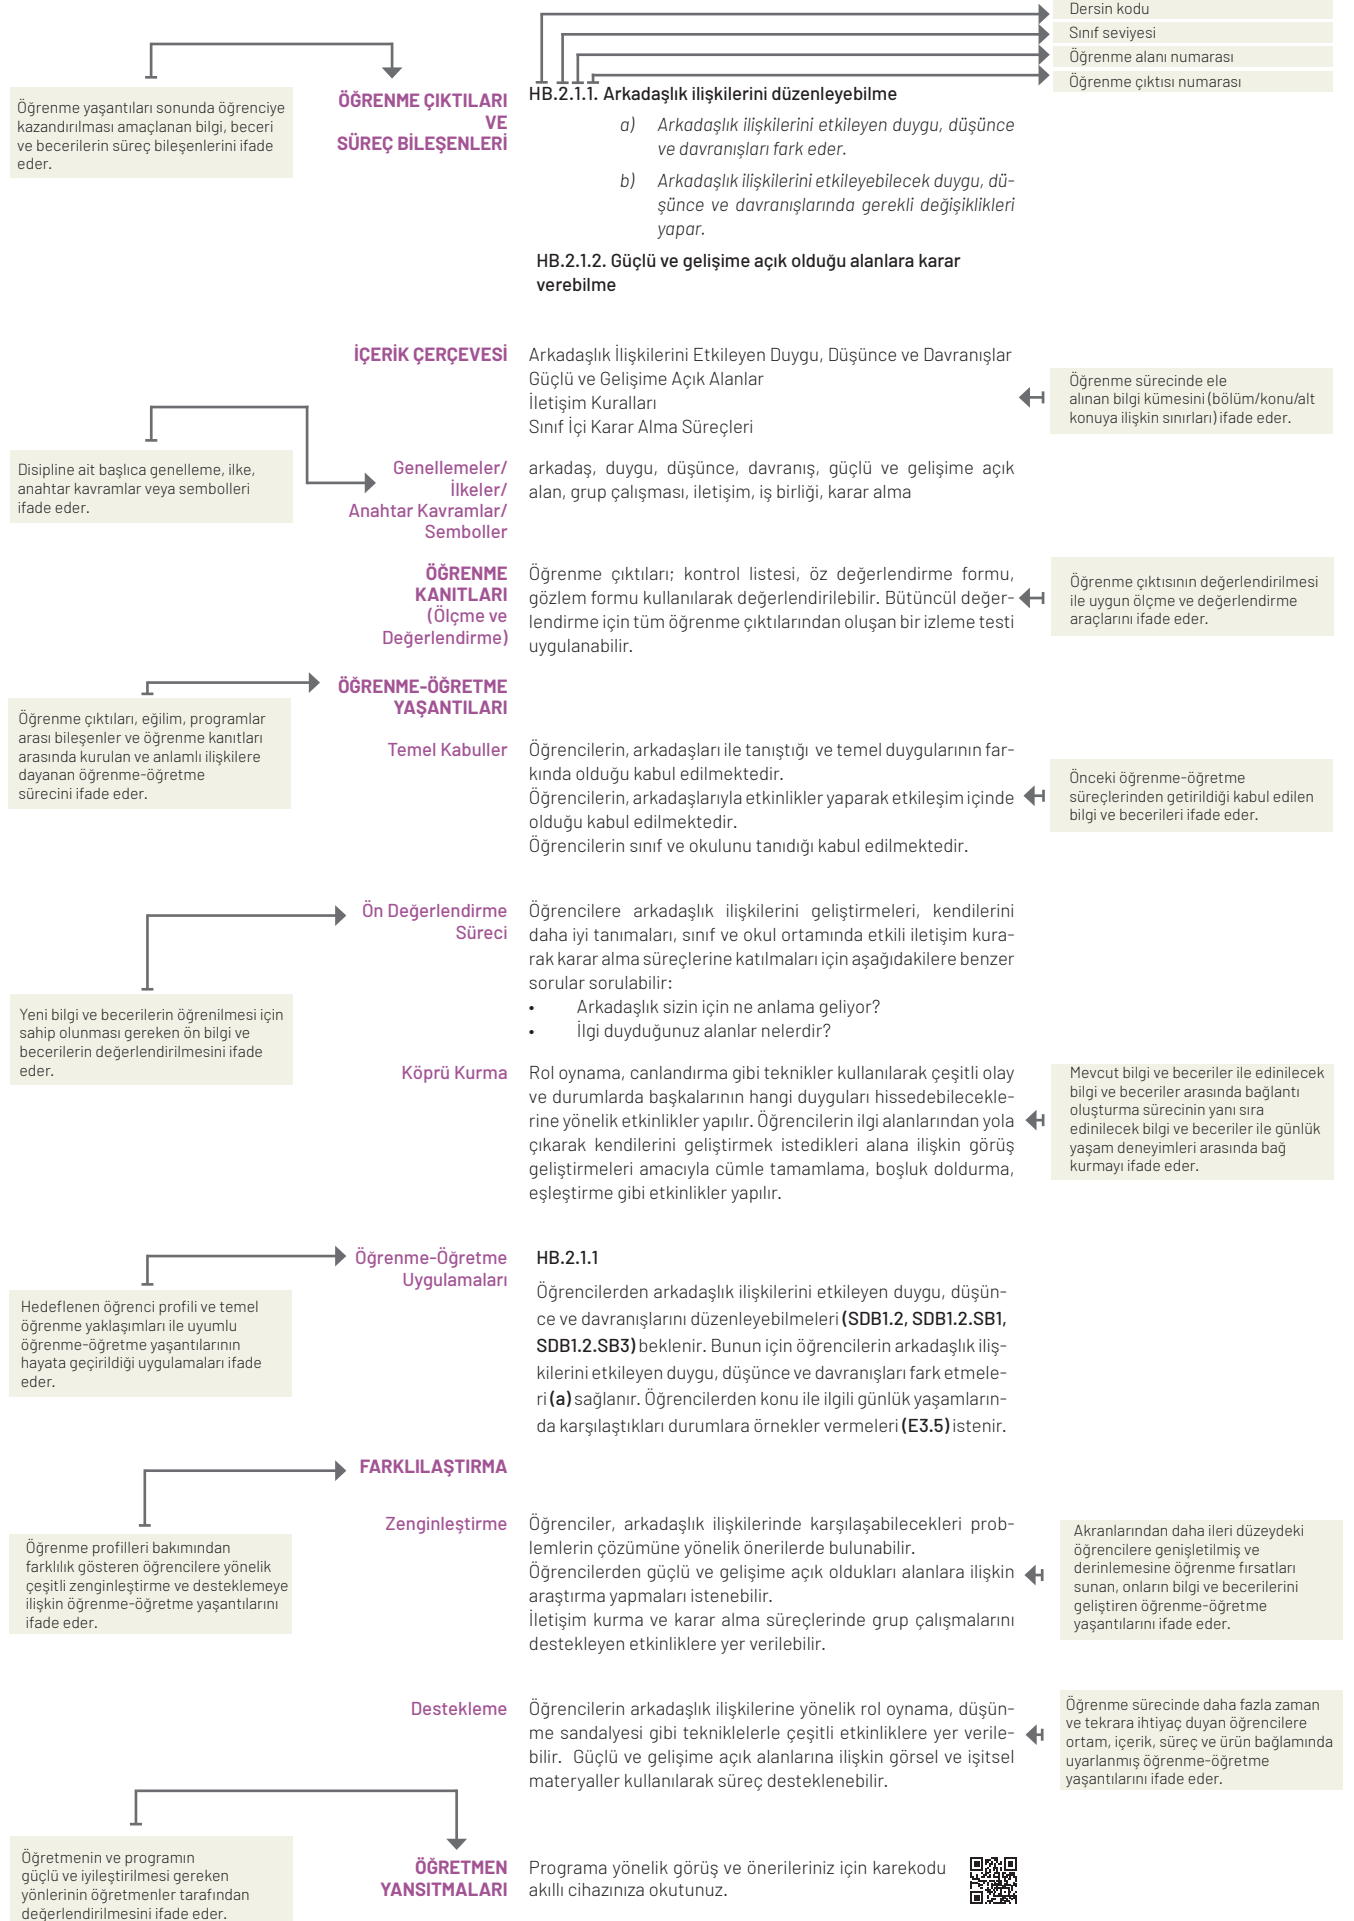 Dersin kodu
Sınıf seviyesi
Öğrenme alanı numarası
Öğrenme çıktısı numarası
Öğrenme yaşantıları sonunda öğrenciye
kazandırılması amaçlanan bilgi, beceri
ve becerilerin süreç bileşenlerini ifade
eder.
ÖĞRENME ÇIKTILARI
VE
SÜREÇ BİLEŞENLERİ
HB.2.1.1. Arkadaşlık ilişkilerini düzenleyebilme
a) Arkadaşlık ilişkilerini etkileyen duygu, düşünce
ve davranışları fark eder.
b) Arkadaşlık ilişkilerini etkileyebilecek duygu, dü-
şünce ve davranışlarında gerekli değişiklikleri
yapar.
HB.2.1.2. Güçlü ve gelişime açık olduğu alanlara karar
verebilme
İÇERİK ÇERÇEVESİ
Arkadaşlık İlişkilerini Etkileyen Duygu, Düşünce ve Davranışlar
Güçlü ve Gelişime Açık Alanlar
İletişim Kuralları
Sınıf İçi Karar Alma Süreçleri
Öğrenme sürecinde ele
alınan bilgi kümesini (bölüm/konu/alt
konuya ilişkin sınırları) ifade eder.
Disipline ait başlıca genelleme, ilke,
anahtar kavramlar veya sembolleri
ifade eder.
Genellemeler/
İlkeler/
Anahtar Kavramlar/
Semboller
arkadaş, duygu, düşünce, davranış, güçlü ve gelişime açık
alan, grup çalışması, iletişim, iş birliği, karar alma
ÖĞRENME
KANITLARI
(Ölçme ve
Değerlendirme)
Öğrenme çıktıları; kontrol listesi, öz değerlendirme formu,
gözlem formu kullanılarak değerlendirilebilir. Bütüncül değer-
lendirme için tüm öğrenme çıktılarından oluşan bir izleme testi
uygulanabilir.
Öğrenme çıktısının değerlendirilmesi
ile uygun ölçme ve değerlendirme
araçlarını ifade eder.
ÖĞRENME-ÖĞRETME
YAŞANTILARI
Öğrenme çıktıları, eğilim, programlar
arası bileşenler ve öğrenme kanıtları
arasında kurulan ve anlamlı ilişkilere
dayanan öğrenme-öğretme
sürecini ifade eder.
Temel Kabuller
Öğrencilerin, arkadaşları ile tanıştığı ve temel duygularının far-
kında olduğu kabul edilmektedir.
Öğrencilerin, arkadaşlarıyla etkinlikler yaparak etkileşim içinde
olduğu kabul edilmektedir.
Öğrencilerin sınıf ve okulunu tanıdığı kabul edilmektedir.
Önceki öğrenme-öğretme
süreçlerinden getirildiği kabul edilen
bilgi ve becerileri ifade eder.
Ön Değerlendirme
Süreci
Öğrencilere arkadaşlık ilişkilerini geliştirmeleri, kendilerini
daha iyi tanımaları, sınıf ve okul ortamında etkili iletişim kura-
rak karar alma süreçlerine katılmaları için aşağıdakilere benzer
sorular sorulabilir:
• Arkadaşlık sizin için ne anlama geliyor?
• İlgi duyduğunuz alanlar nelerdir?
Yeni bilgi ve becerilerin öğrenilmesi için
sahip olunması gereken ön bilgi ve
becerilerin değerlendirilmesini ifade
eder.
Köprü Kurma
Rol oynama, canlandırma gibi teknikler kullanılarak çeşitli olay
ve durumlarda başkalarının hangi duyguları hissedebilecekle-
rine yönelik etkinlikler yapılır. Öğrencilerin ilgi alanlarından yola
çıkarak kendilerini geliştirmek istedikleri alana ilişkin görüş
geliştirmeleri amacıyla cümle tamamlama, boşluk doldurma,
eşleştirme gibi etkinlikler yapılır.
Mevcut bilgi ve beceriler ile edinilecek
bilgi ve beceriler arasında bağlantı
oluşturma sürecinin yanı sıra
edinilecek bilgi ve beceriler ile günlük
yaşam deneyimleri arasında bağ
kurmayı ifade eder.
Öğrenme-Öğretme
Uygulamaları
HB.2.1.1
Öğrencilerden arkadaşlık ilişkilerini etkileyen duygu, düşün-
ce ve davranışlarını düzenleyebilmeleri (SDB1.2, SDB1.2.SB1,
SDB1.2.SB3) beklenir. Bunun için öğrencilerin arkadaşlık iliş-
kilerini etkileyen duygu, düşünce ve davranışları fark etmele-
ri (a) sağlanır. Öğrencilerden konu ile ilgili günlük yaşamların-
da karşılaştıkları durumlara örnekler vermeleri (E3.5) istenir.
Hedeflenen öğrenci profili ve temel
öğrenme yaklaşımları ile uyumlu
öğrenme-öğretme yaşantılarının
hayata geçirildiği uygulamaları ifade
eder.
FARKLILAŞTIRMA
Öğrenme profilleri bakımından
farklılık gösteren öğrencilere yönelik
çeşitli zenginleştirme ve desteklemeye
ilişkin öğrenme-öğretme yaşantılarını
ifade eder.
Zenginleştirme
Öğrenciler, arkadaşlık ilişkilerinde karşılaşabilecekleri prob-
lemlerin çözümüne yönelik önerilerde bulunabilir.
Öğrencilerden güçlü ve gelişime açık oldukları alanlara ilişkin
araştırma yapmaları istenebilir.
İletişim kurma ve karar alma süreçlerinde grup çalışmalarını
destekleyen etkinliklere yer verilebilir.
Akranlarından daha ileri düzeydeki
öğrencilere genişletilmiş ve
derinlemesine öğrenme fırsatları
sunan, onların bilgi ve becerilerini
geliştiren öğrenme-öğretme
yaşantılarını ifade eder.
Destekleme
Öğrencilerin arkadaşlık ilişkilerine yönelik rol oynama, düşün-
me sandalyesi gibi tekniklelerle çeşitli etkinliklere yer verile-
bilir. Güçlü ve gelişime açık alanlarına ilişkin görsel ve işitsel
materyaller kullanılarak süreç desteklenebilir.
Öğrenme sürecinde daha fazla zaman
ve tekrara ihtiyaç duyan öğrencilere
ortam, içerik, süreç ve ürün bağlamında
uyarlanmış öğrenme-öğretme
yaşantılarını ifade eder.
Öğretmenin ve programın
güçlü ve iyileştirilmesi gereken
yönlerinin öğretmenler tarafından
değerlendirilmesini ifade eder.
ÖĞRETMEN
YANSITMALARI
Programa yönelik görüş ve önerileriniz için karekodu
akıllı cihazınıza okutunuz.